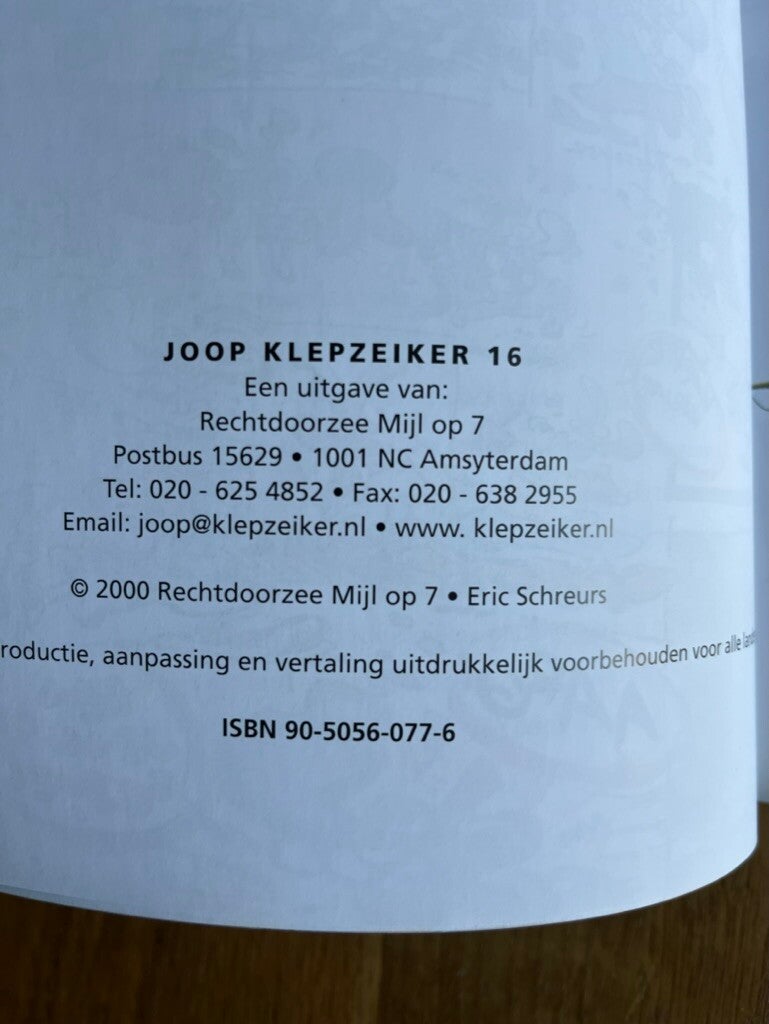 JOOP KLEPZEIKER 16
Een uitgave van:
Rechtdoorzee Mijl op 7
Postbus 15629 • 1001 NC Amsyterdam
Tel: 020 - 625 4852 • Fax: 020 - 638 2955
Email: joop@klepzeiker.nl • www. klepzeiker.nl
© 2000 Rechtdoorzee Mijl op 7 • Eric Schreurs
roductie, aanpassing en vertaling uitdrukkelijk voorbehouden voor alle
ISBN 90-5056-077-6